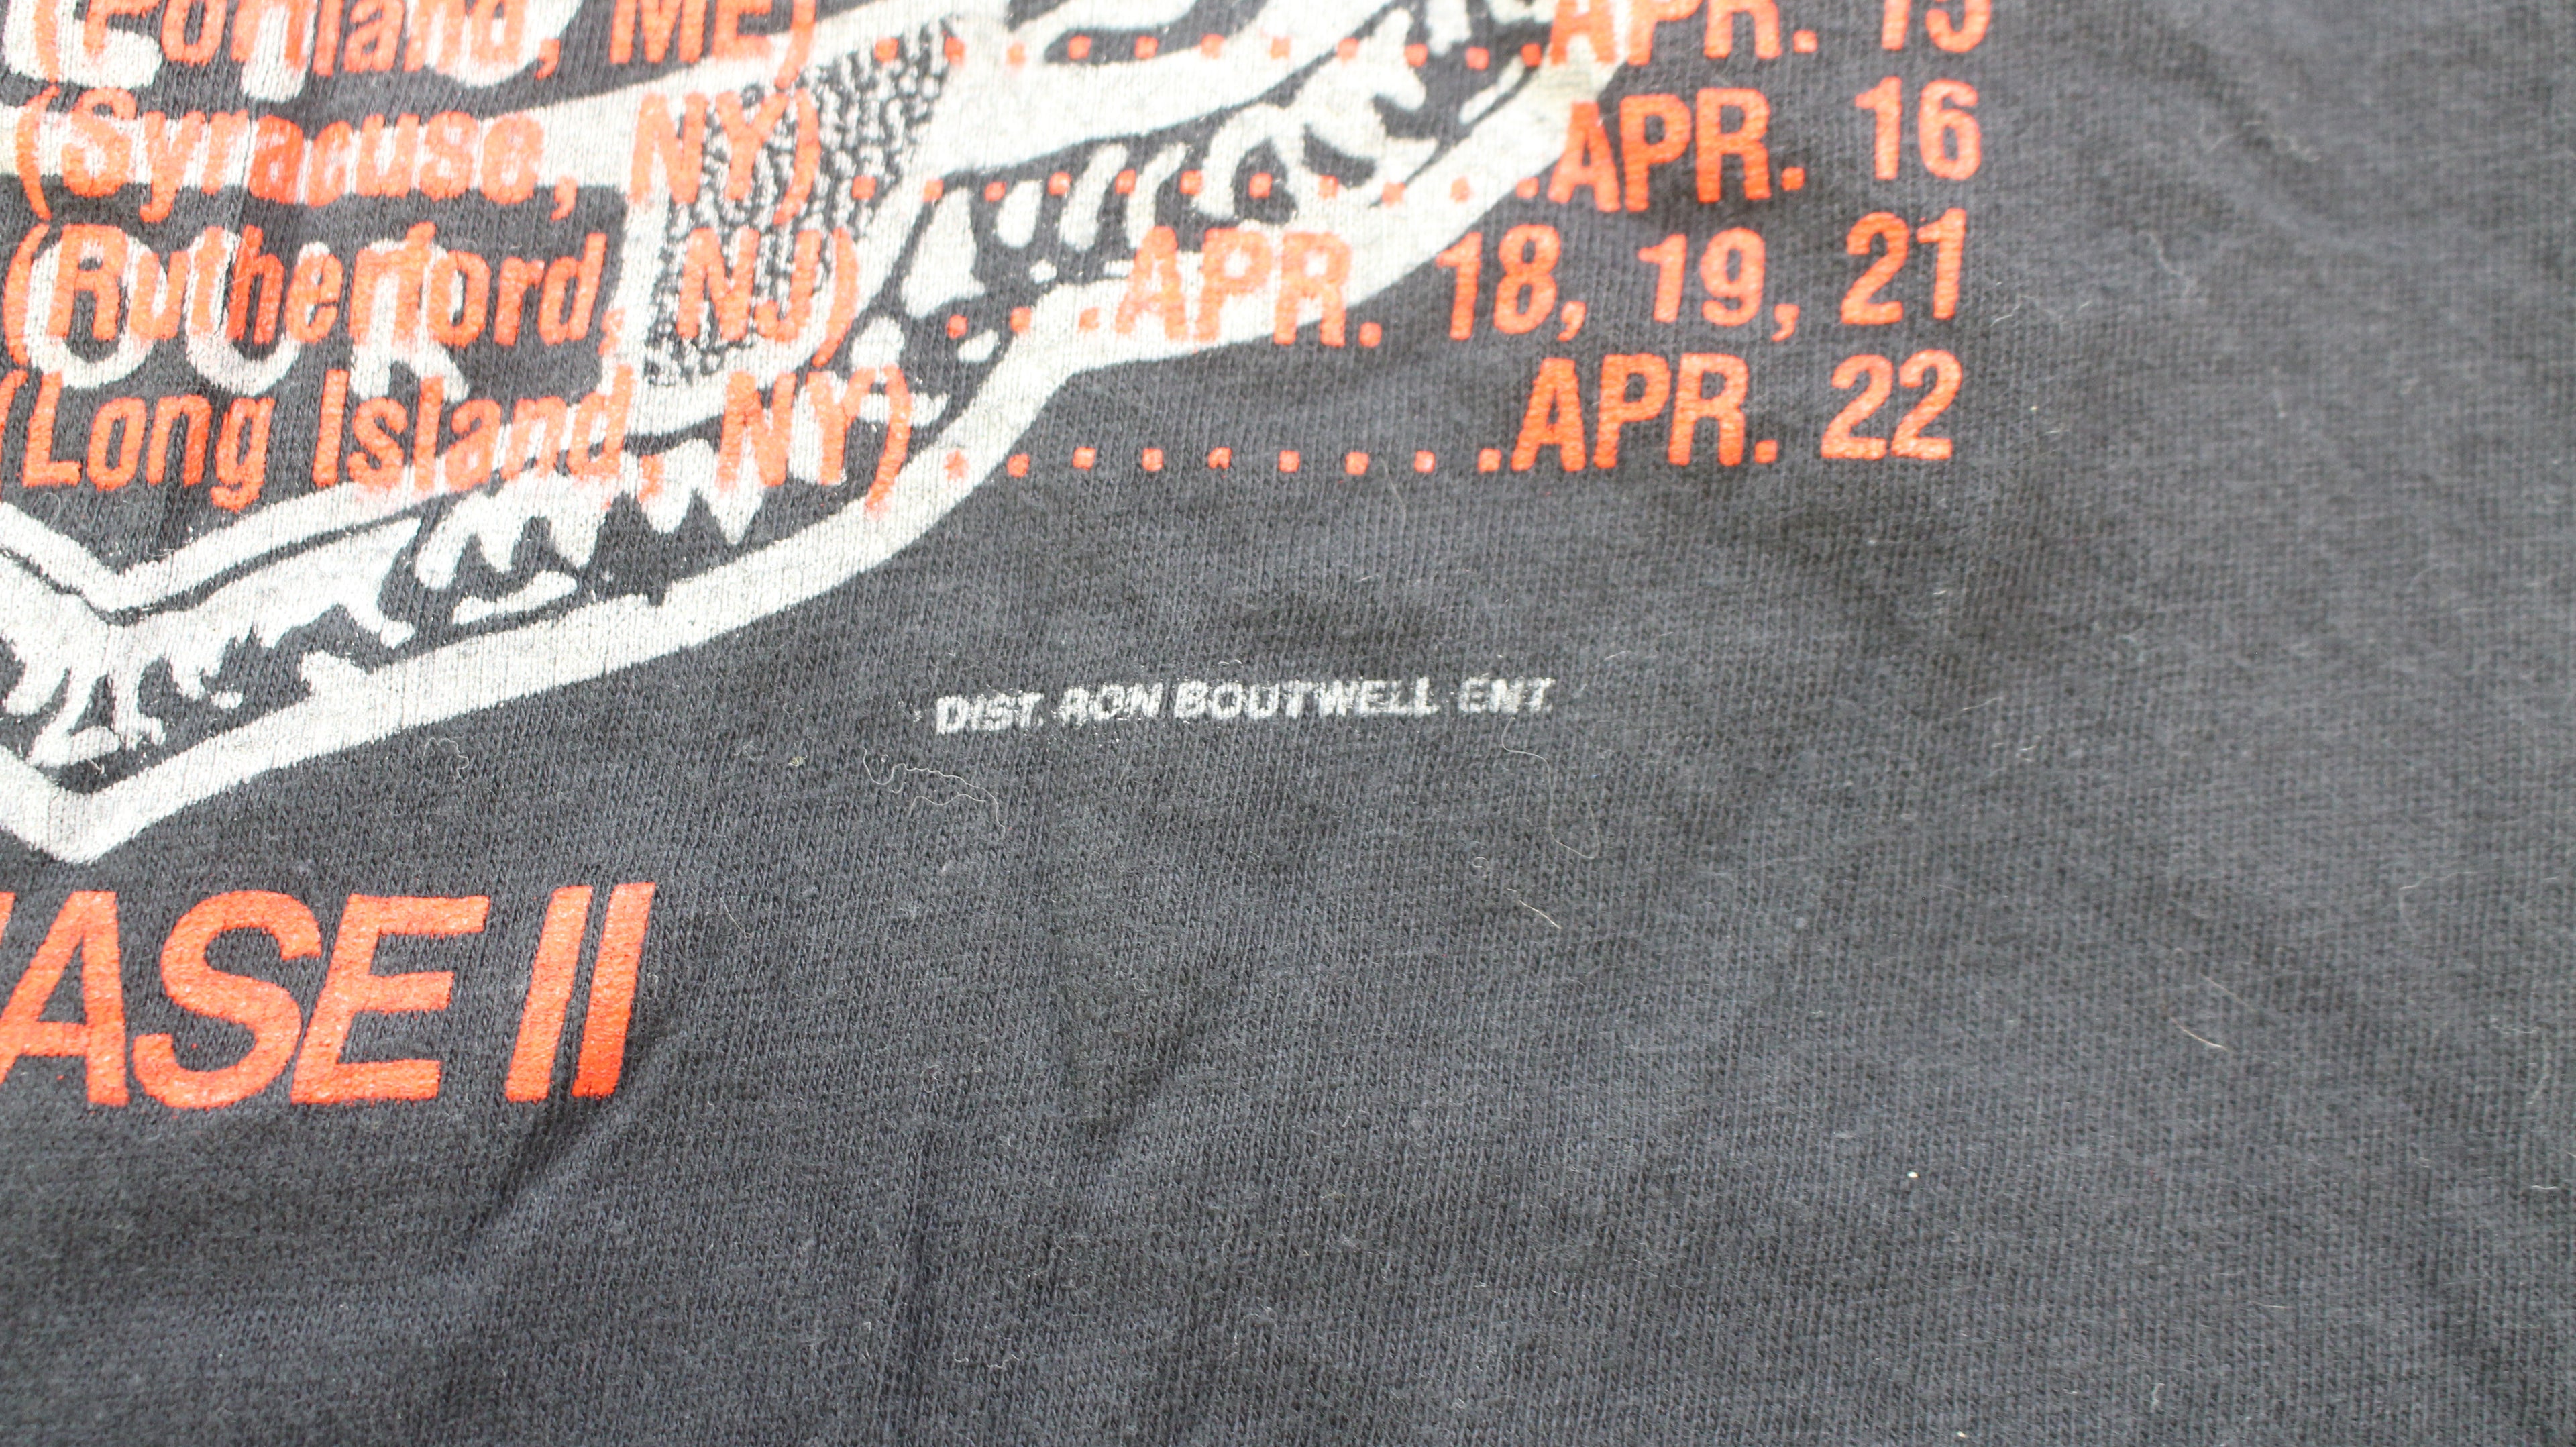 (Portland, ME)..........APR. 15
(Syracuse, NY)..........APR. 16
(Rutherford, NJ)...APR. 18, 19, 21
OUR
(Long Island, NY).........APR. 22
DIST. RON BOUTWELL ENT.
ASE II